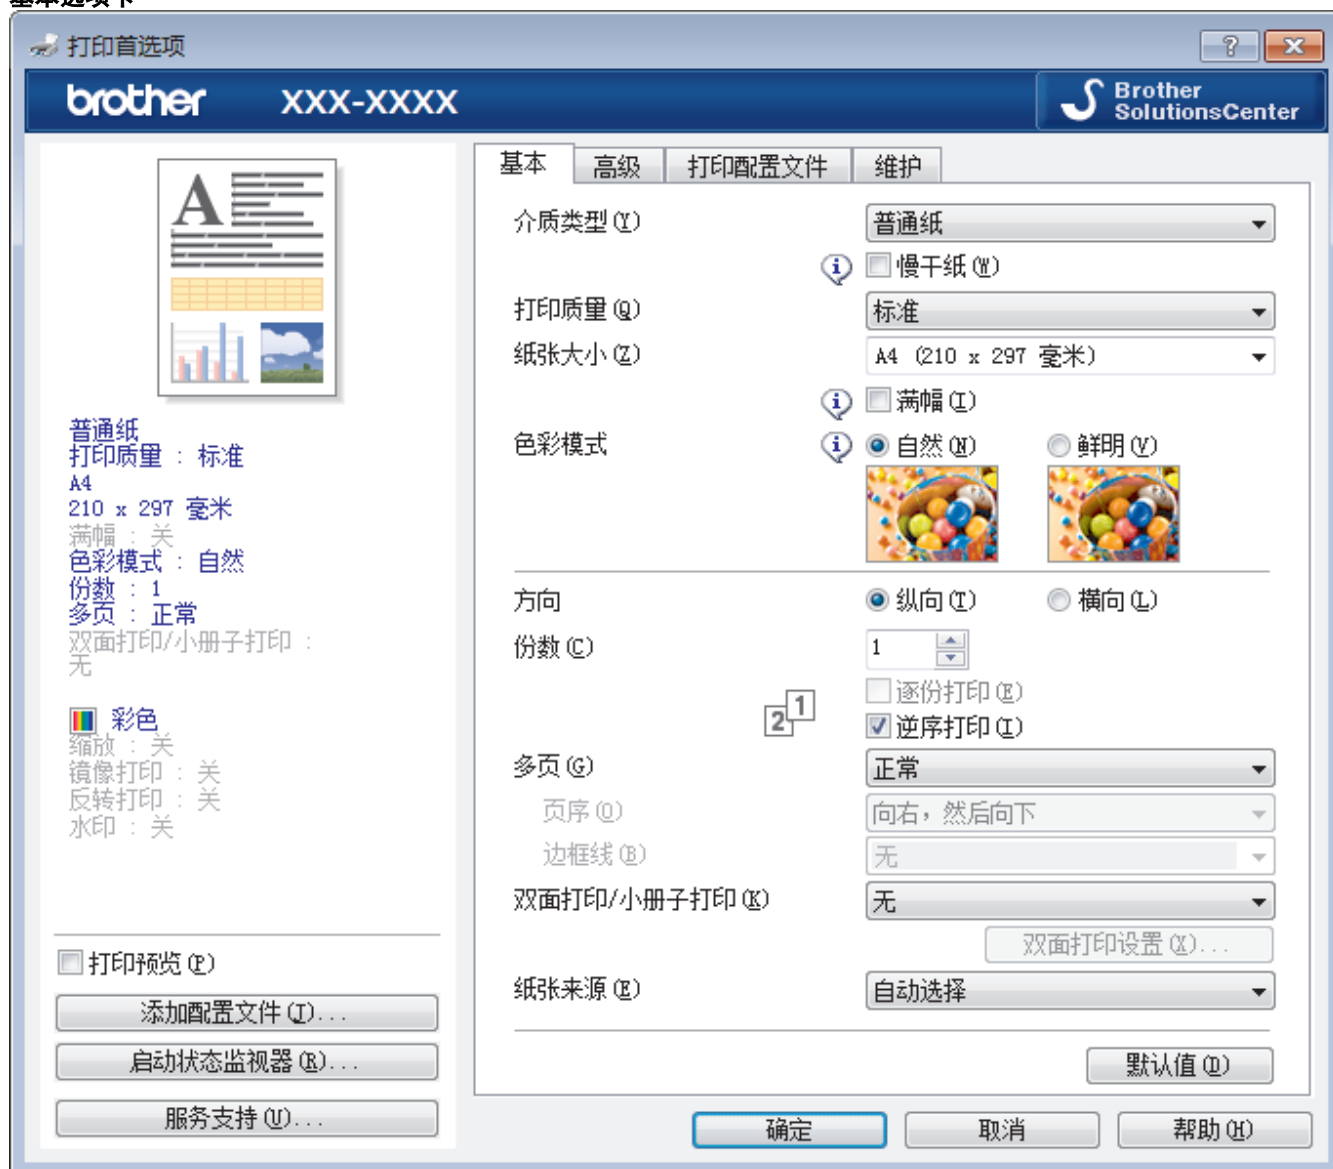 基本选项卡
打印首选项
brother XXX-XXXX Brother SolutionsCenter
基本 高级 打印配置文件 维护
介质类型(Y) 普通纸
慢干纸(W)
打印质量(Q) 标准
纸张大小(Z) A4 (210 x 297 毫米)
满幅(I)
色彩模式 自然(N) 鲜明(V)
方向 纵向(T) 横向(L)
份数(C) 1
逐份打印(E)
21
逆序打印(I)
多页(G) 正常
页序(O) 向右，然后向下
边框线(B) 无
双面打印/小册子打印(K) 无
双面打印设置(X)...
纸张来源(E) 自动选择
默认值(D)
A
普通纸
打印质量 : 标准
A4
210 x 297 毫米
满幅 : 关
色彩模式 : 自然
份数 : 1
多页 : 正常
双面打印/小册子打印 :
无
彩色
缩放 : 关
镜像打印 : 关
反转打印 : 关
水印 : 关
打印预览(P)
添加配置文件(J)...
启动状态监视器(R)...
服务支持(U)...
确定 取消 帮助(H)